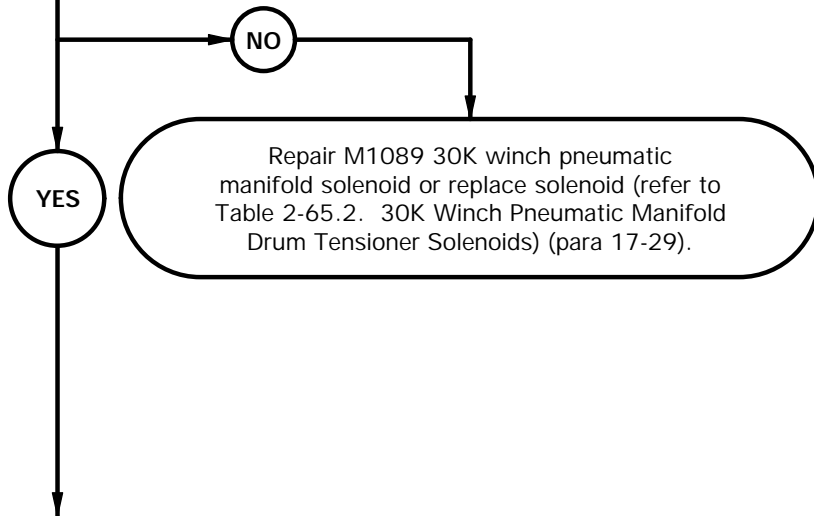 NO
YES
Repair M1089 30K winch pneumatic
manifold solenoid or replace solenoid (refer to
Table 2-65.2.  30K Winch Pneumatic Manifold
Drum Tensioner Solenoids) (para 17-29).